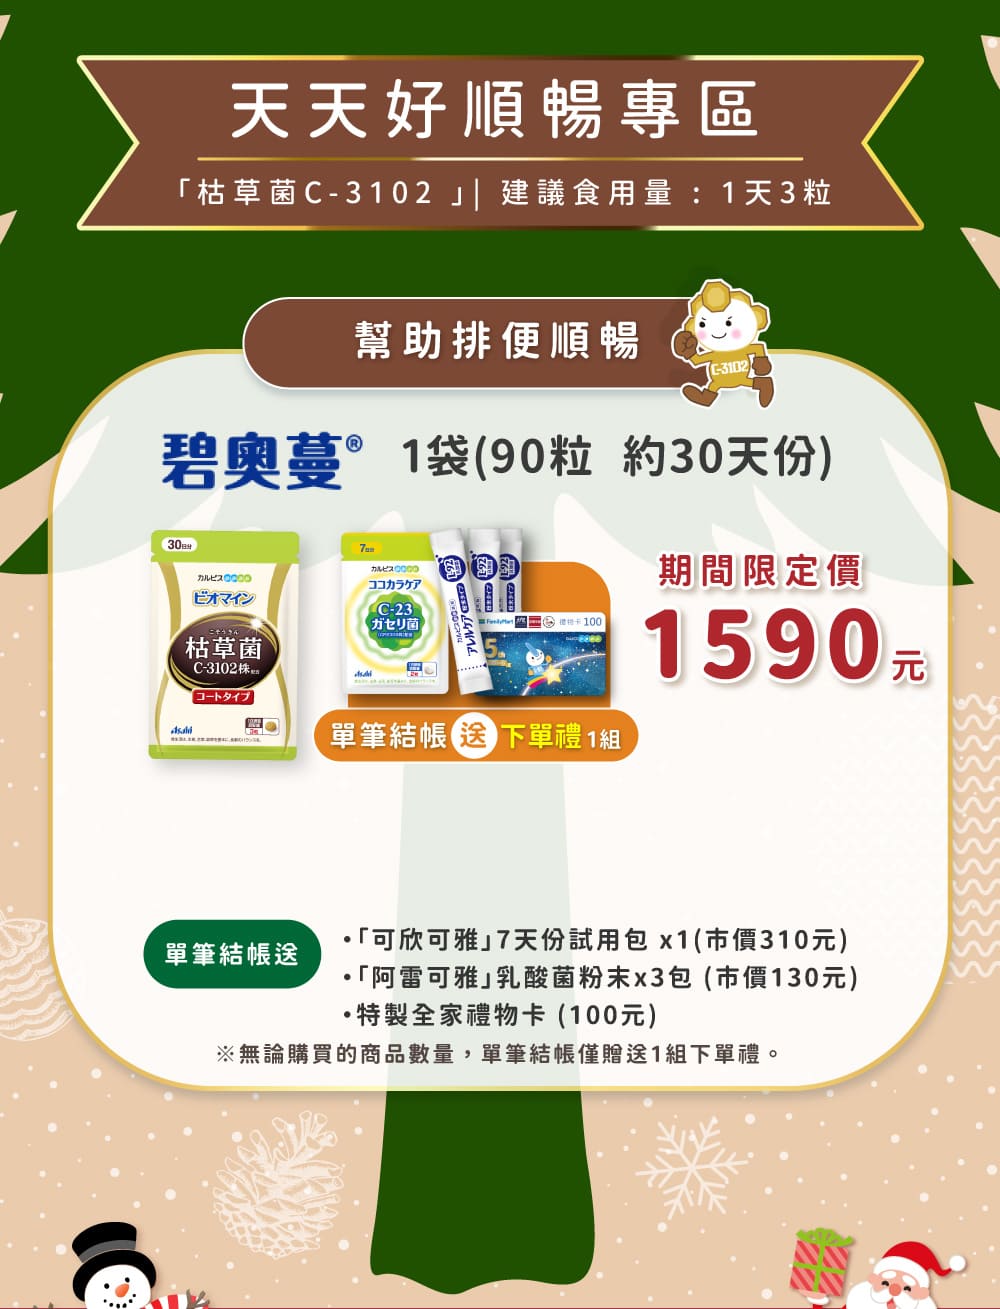 天天好順暢專區
「枯草菌C-3102」| 建議食用量：1天3粒
幫助排便順暢
C-3102
碧奧蔓® 1袋(90粒 約30天份)
30日分
カルピス
ビオマイン
こそうきん
枯草菌
C-3102株配合
コートタイプ
Asahi
7日分
カルピス
ココカラケア
C-23
ガセリ菌
Asahi
アレルケア
FamilyMart
禮物卡 100
期間限定價
1590元
單筆結帳 送 下單禮1組
單筆結帳送
・「可欣可雅」7天份試用包 x1(市價310元)
・「阿雷可雅」乳酸菌粉末x3包 (市價130元)
・特製全家禮物卡 (100元)
※無論購買的商品數量，單筆結帳僅贈送1組下單禮。